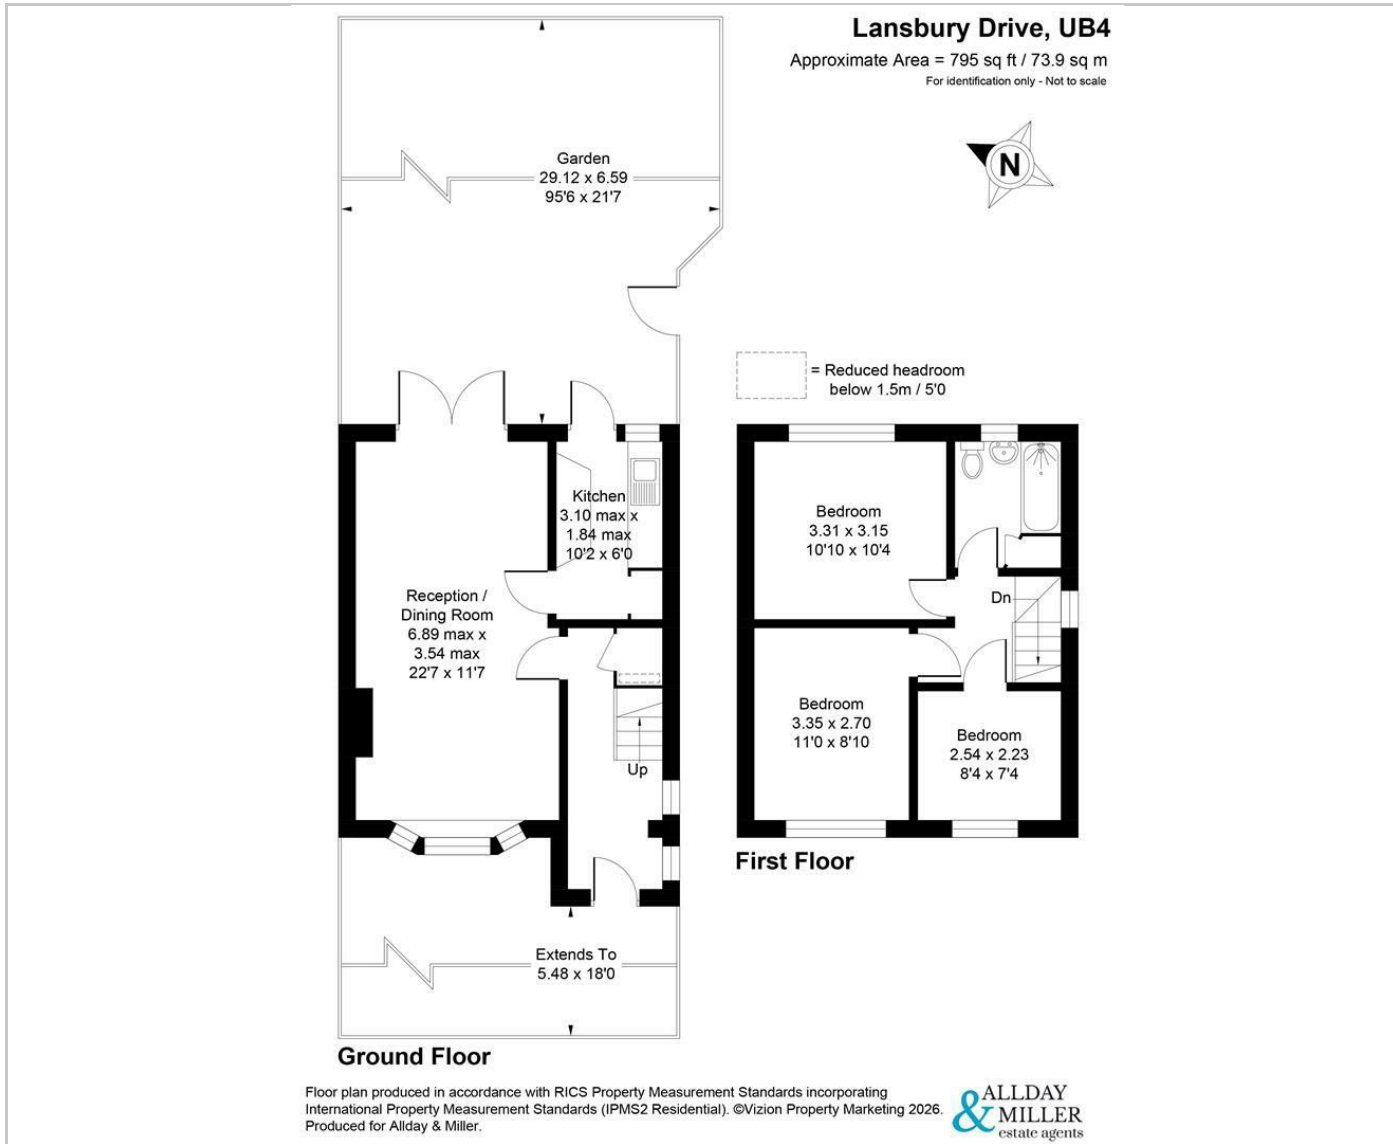 Lansbury Drive, UB4
Approximate Area = 795 sq ft / 73.9 sq m
For identification only - Not to scale
N
Garden
29.12 x 6.59
95'6 x 21'7
= Reduced headroom
below 1.5m / 5'0
Kitchen
3.10 max x
1.84 max
10'2 x 6'0
Reception /
Dining Room
6.89 max x
3.54 max
22'7 x 11'7
Up
Extends To
5.48 x 18'0
Ground Floor
Bedroom
3.31 x 3.15
10'10 x 10'4
Dn
Bedroom
3.35 x 2.70
11'0 x 8'10
Bedroom
2.54 x 2.23
8'4 x 7'4
First Floor
Floor plan produced in accordance with RICS Property Measurement Standards incorporating
International Property Measurement Standards (IPMS2 Residential). ©Vizion Property Marketing 2026.
Produced for Allday & Miller.
ALLDAY
& MILLER
estate agents